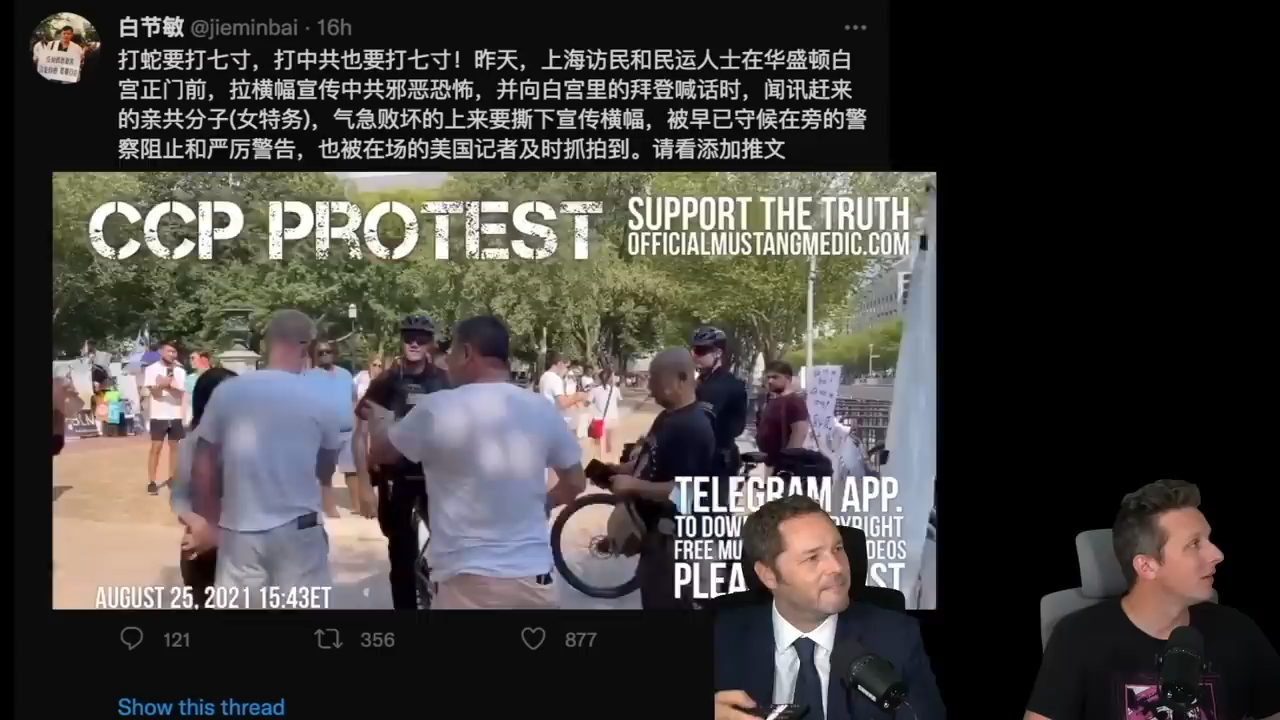 白节敏 @jieminbai · 16h
打蛇要打七寸，打中共也要打七寸！昨天，上海访民和民运人士在华盛顿白
宫正门前，拉横幅宣传中共邪恶恐怖，并向白宫里的拜登喊话时，闻讯赶来
的亲共分子(女特务)，气急败坏的上来要撕下宣传横幅，被早已守候在旁的警
察阻止和严厉警告，也被在场的美国记者及时抓拍到。请看添加推文
CCP PROTEST
SUPPORT THE TRUTH
OFFICIALMUSTANGMEDIC.COM
TELEGRAM APP.
TO
FREE
AUGUST 25, 2021 15:43ET
121 356 877
Show this thread